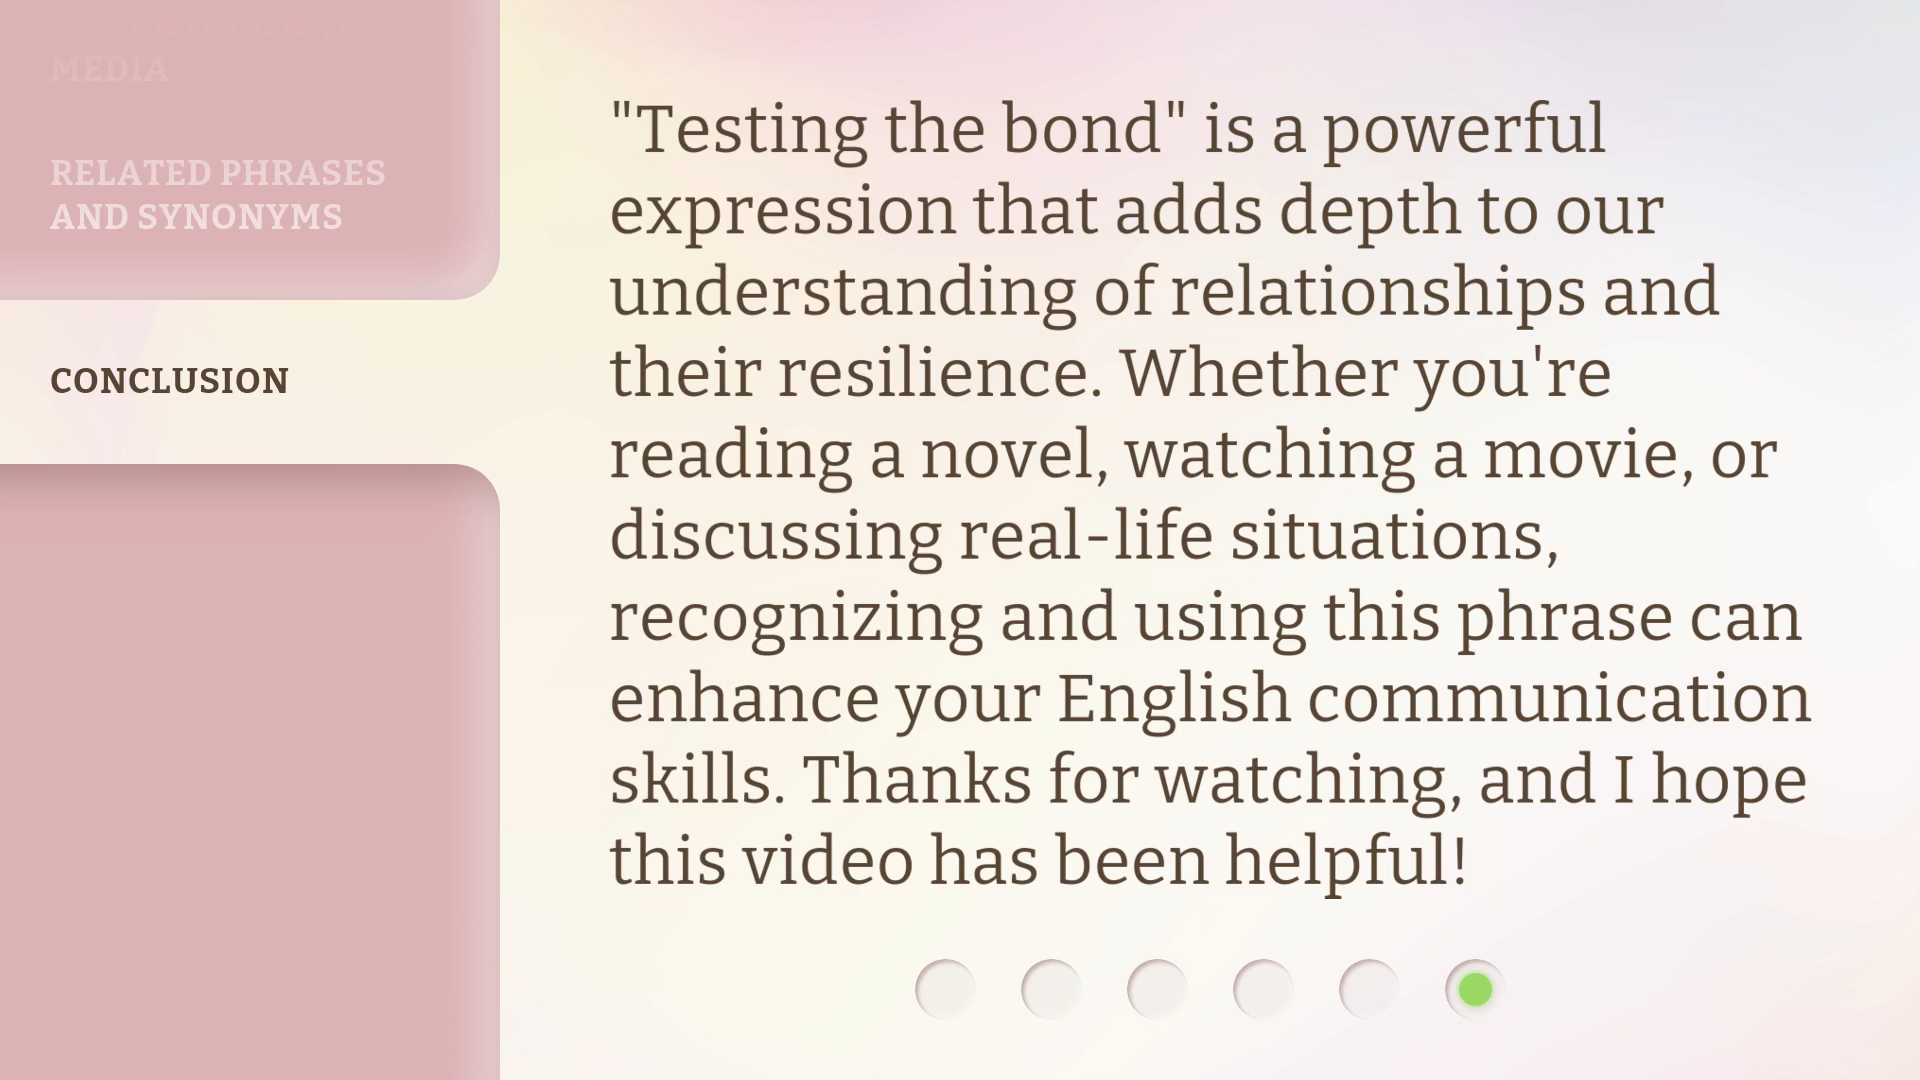 LITERATURE AND
MEDIA
RELATED PHRASES
AND SYNONYMS
CONCLUSION
"Testing the bond" is a powerful
expression that adds depth to our
understanding of relationships and
their resilience. Whether you're
reading a novel, watching a movie, or
discussing real-life situations,
recognizing and using this phrase can
enhance your English communication
skills. Thanks for watching, and I hope
this video has been helpful!